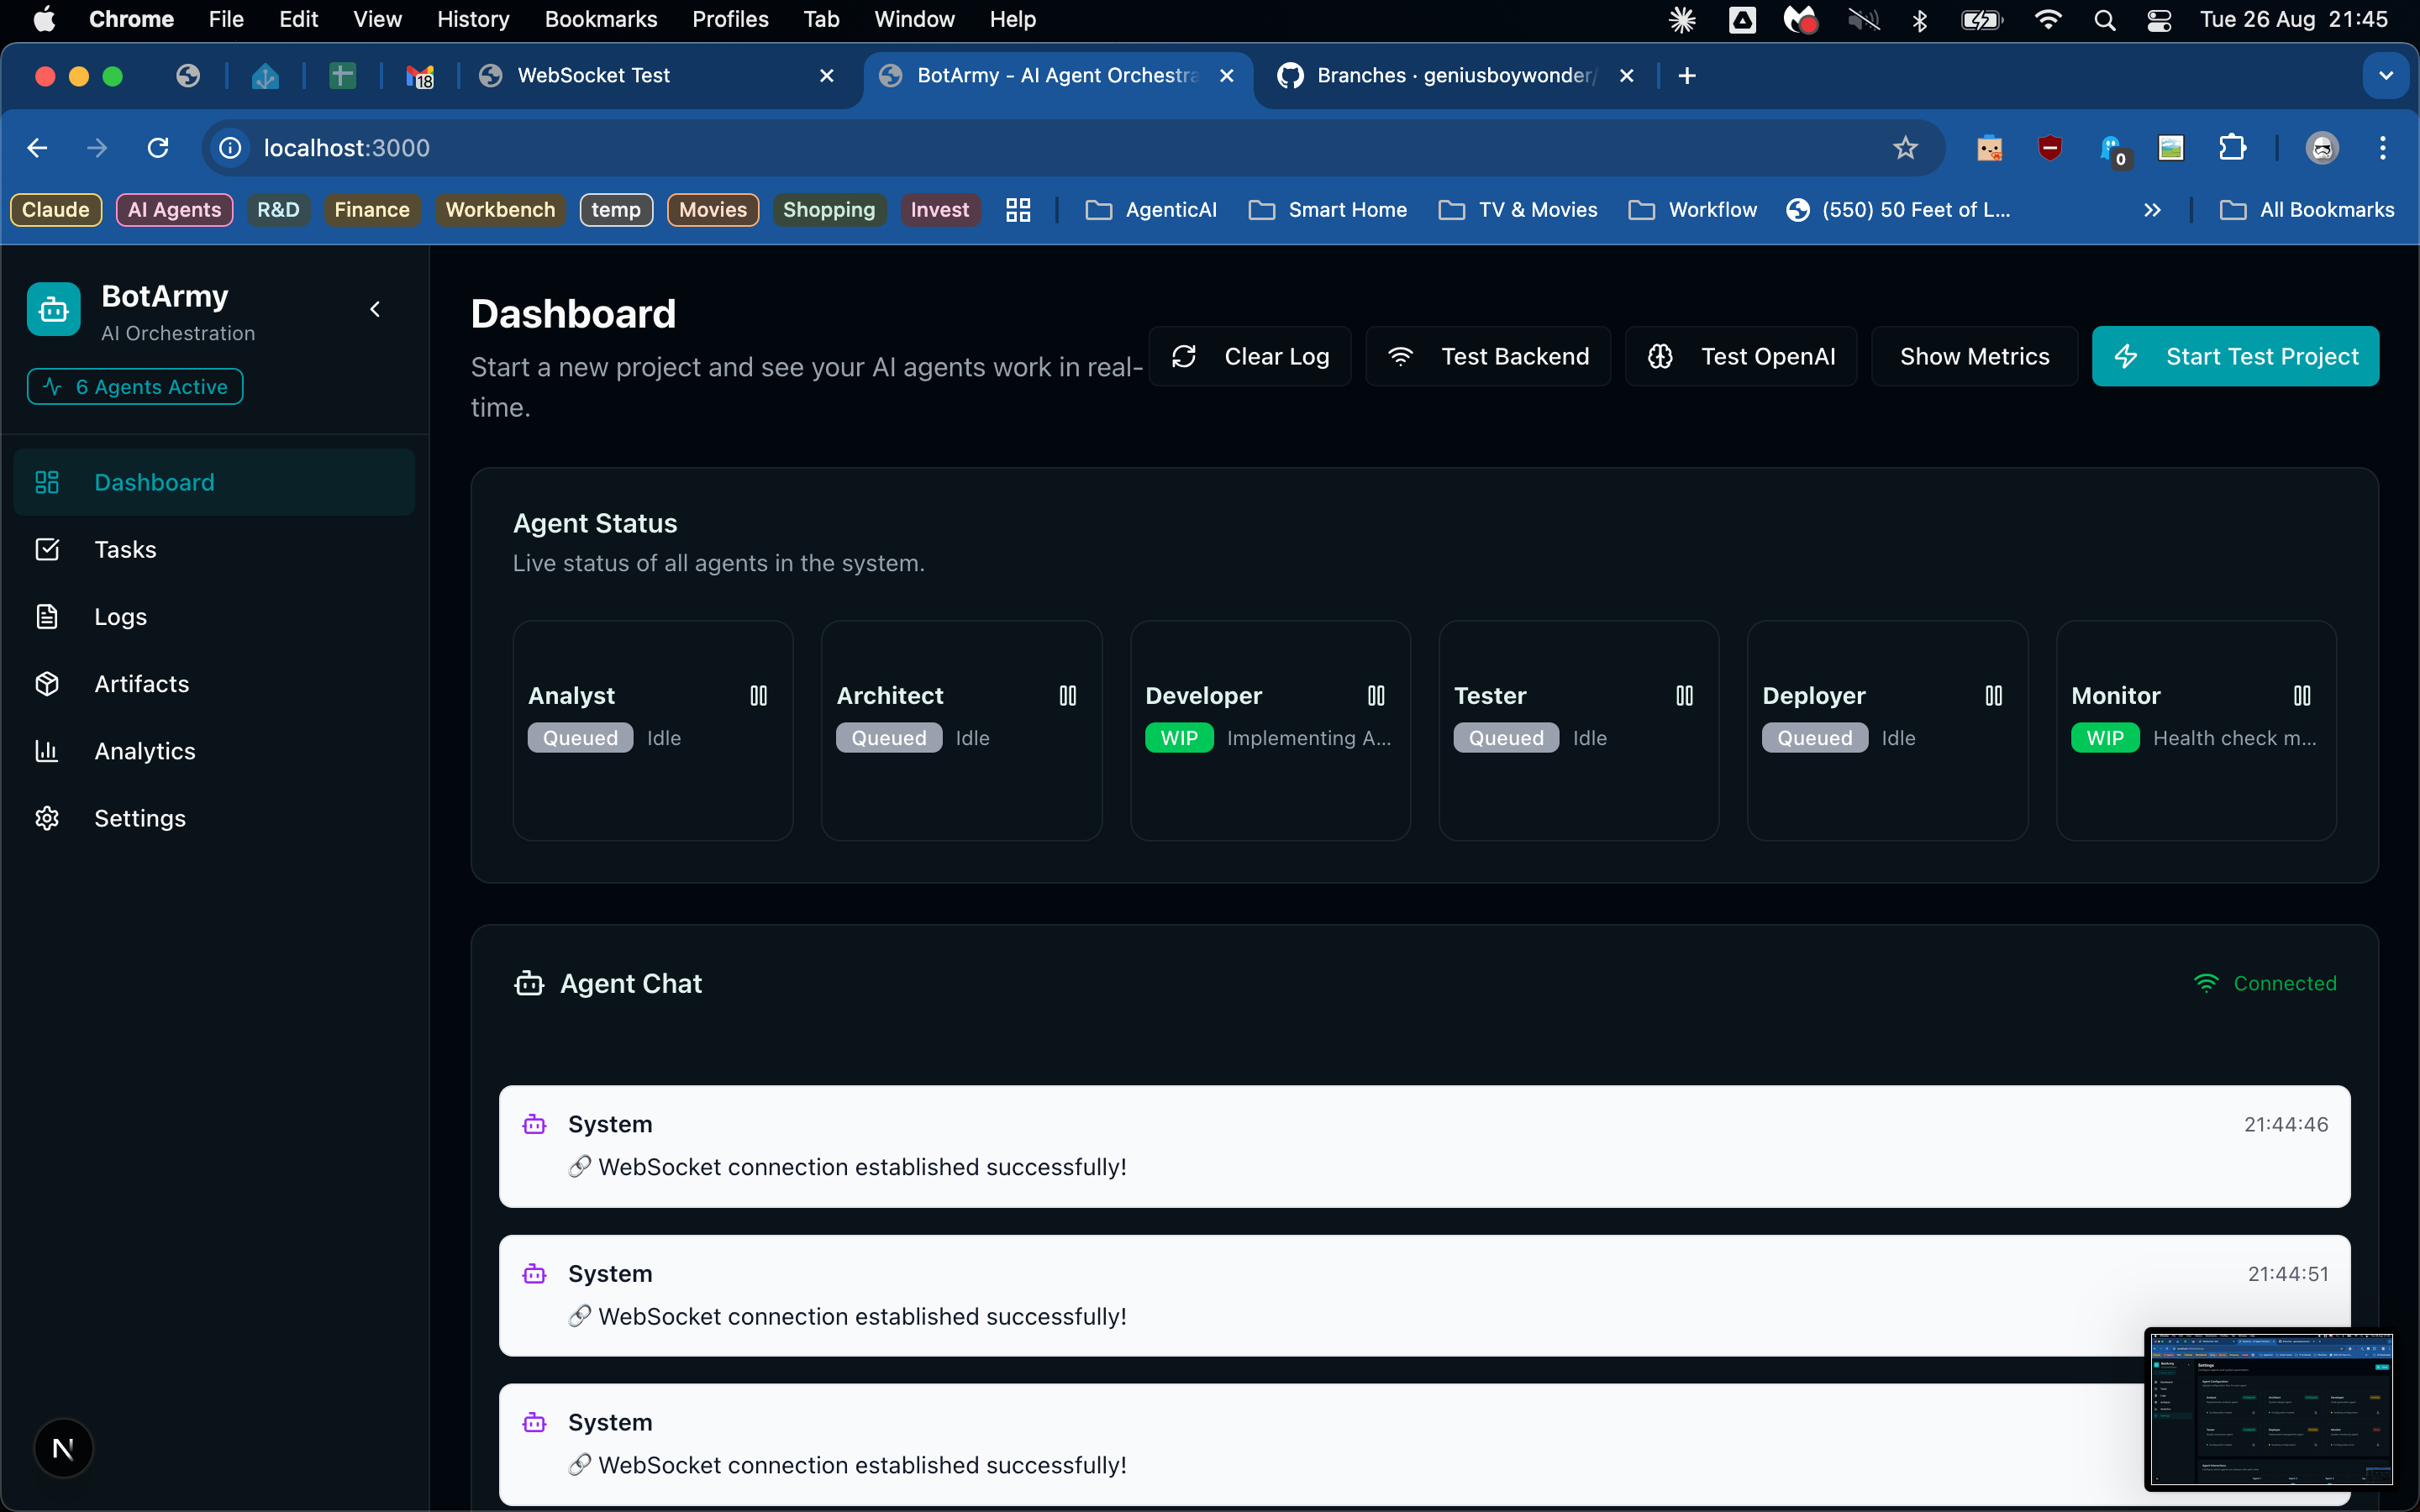 Chrome File Edit View History Bookmarks Profiles Tab Window Help Tue 26 Aug 21:45
18 WebSocket Test BotArmy - AI Agent Orchestra Branches · geniusboywonder/
localhost:3000 0
Claude AI Agents R&D Finance Workbench temp Movies Shopping Invest AgenticAI Smart Home TV & Movies Workflow (550) 50 Feet of L... All Bookmarks
BotArmy
AI Orchestration
6 Agents Active
Dashboard
Tasks
Logs
Artifacts
Analytics
Settings
N
Dashboard
Start a new project and see your AI agents work in real-
time.
Clear Log Test Backend Test OpenAI Show Metrics Start Test Project
Agent Status
Live status of all agents in the system.
Analyst
Queued Idle
Architect
Queued Idle
Developer
WIP Implementing A...
Tester
Queued Idle
Deployer
Queued Idle
Monitor
WIP Health check m...
Agent Chat Connected
System 21:44:46
🔗 WebSocket connection established successfully!
System 21:44:51
🔗 WebSocket connection established successfully!
System
🔗 WebSocket connection established successfully!
Settings